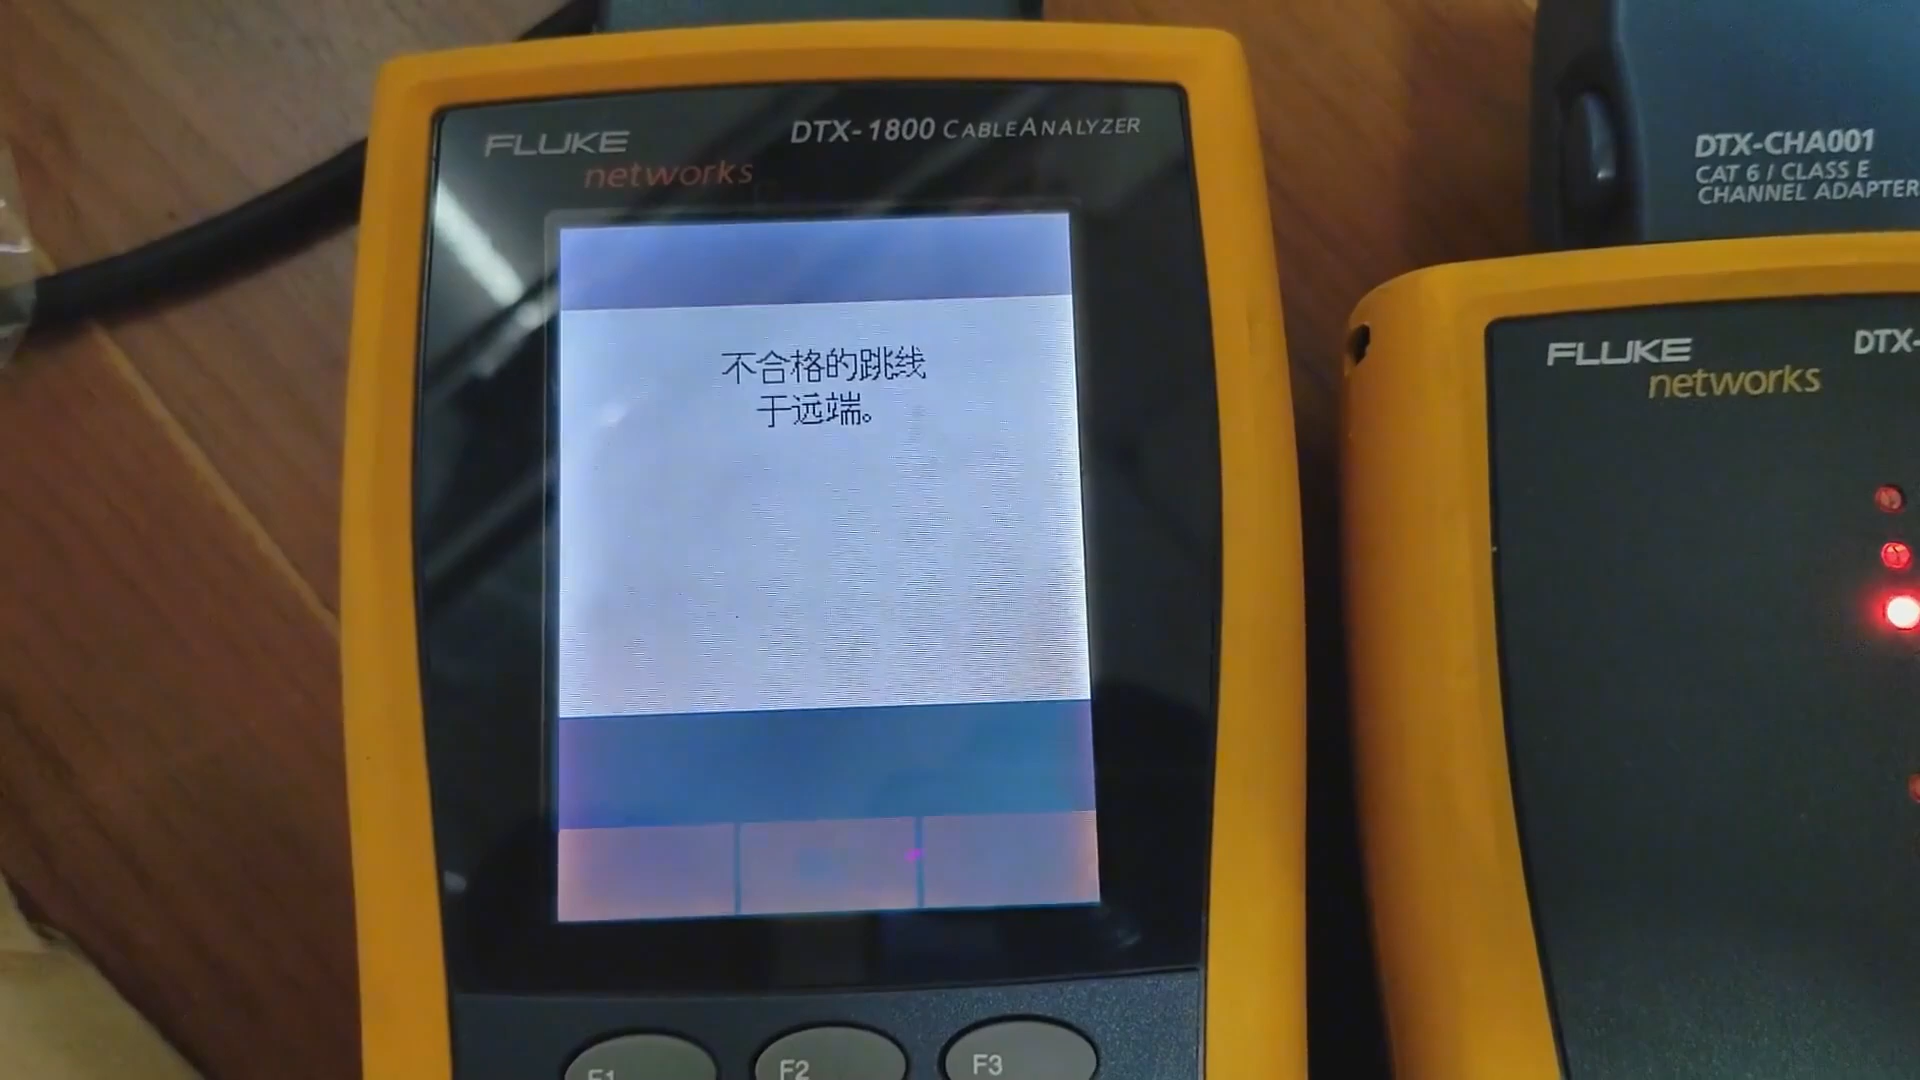 FLUKE
networks
DTX-1800 CABLEANALYZER
不合格的跳线
于远端。
F1
F2
F3
DTX-CHA001
CAT 6 / CLASS E
CHANNEL ADAPTER
FLUKE
networks
DTX-